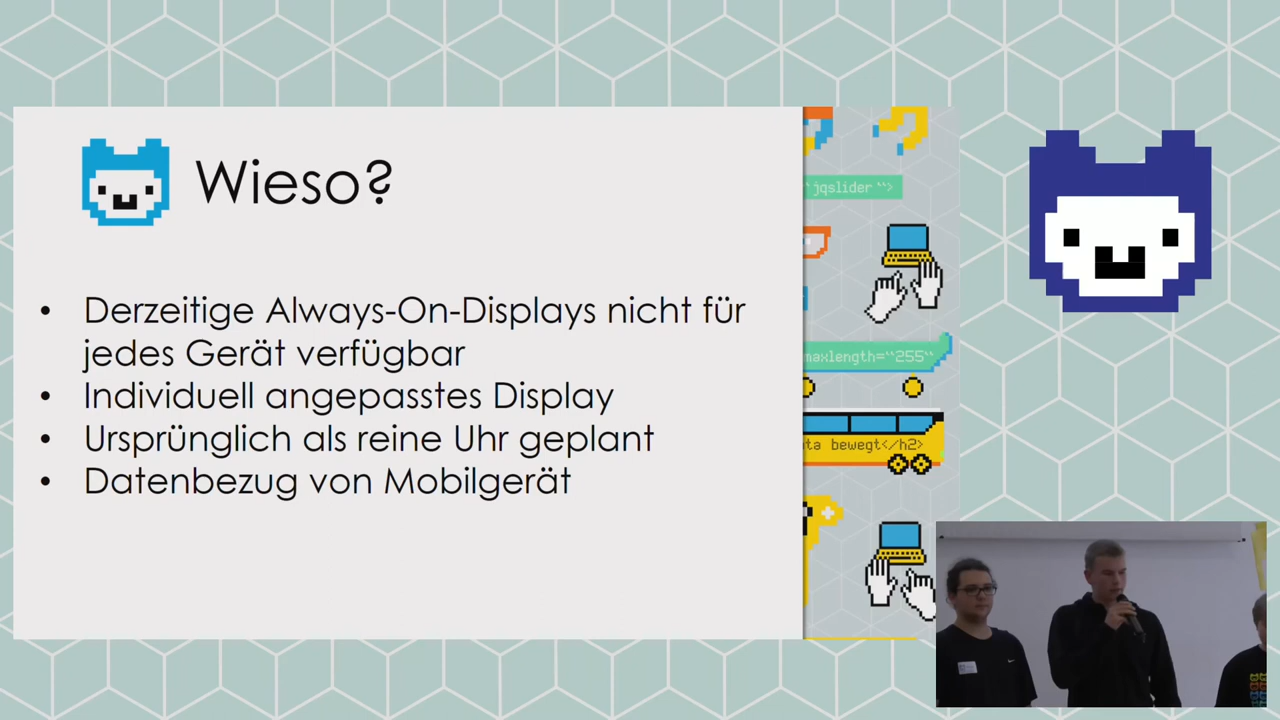 Wieso?
• Derzeitige Always-On-Displays nicht für
jedes Gerät verfügbar
• Individuell angepasstes Display
• Ursprünglich als reine Uhr geplant
• Datenbezug von Mobilgerät
jqslider ``>
maxlength=``255``
ta bewegt</h2>